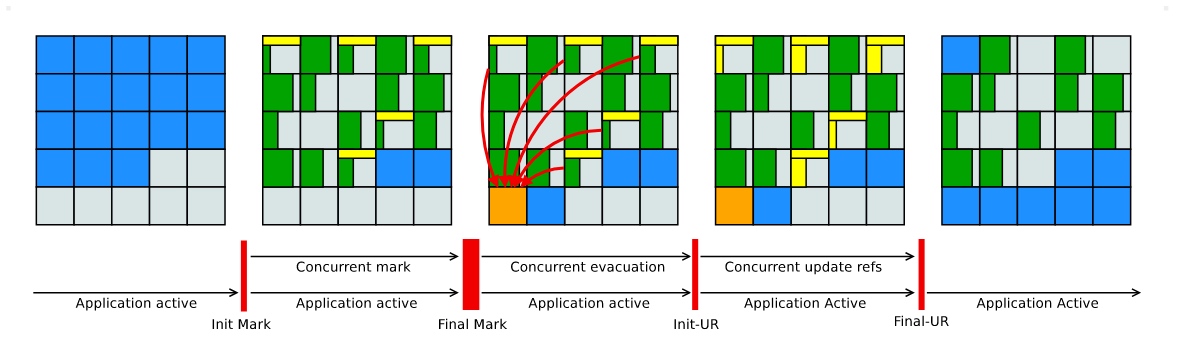 Concurrent mark
Concurrent evacuation
Concurrent update refs
Application active
Application active
Application active
Application Active
Application Active
Init Mark
Final Mark
Init-UR
Final-UR